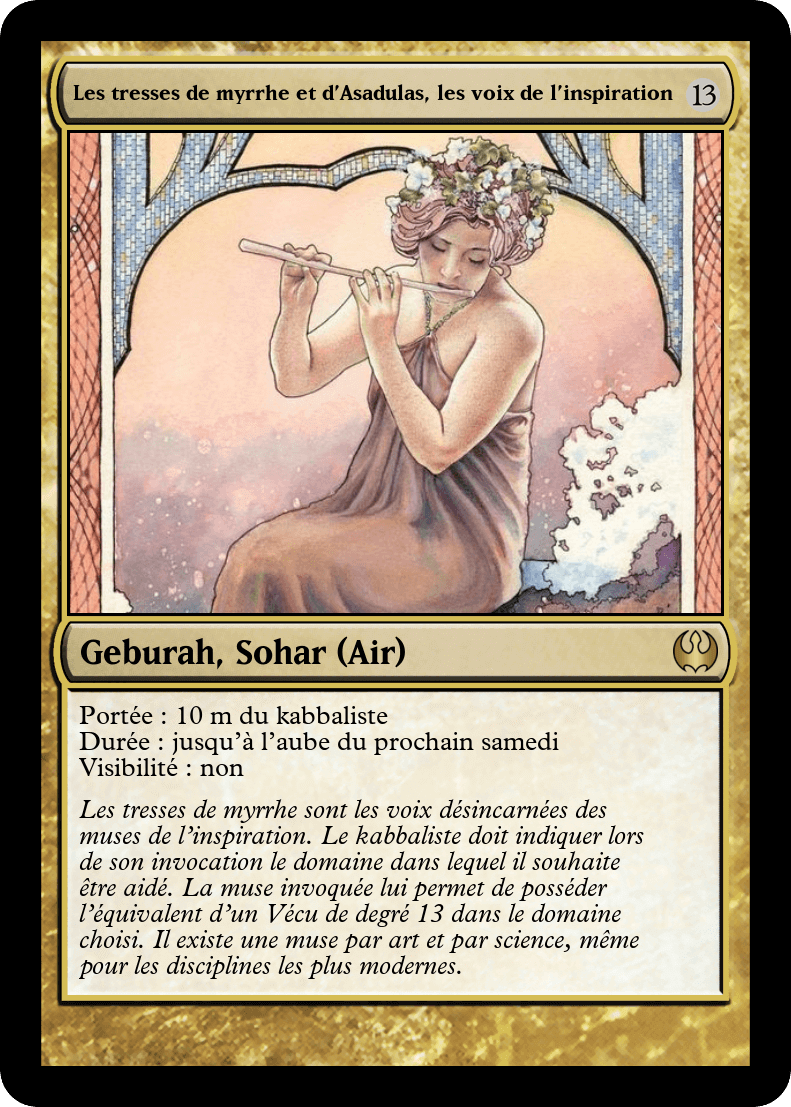 Les tresses de myrrhe et d'Asadulas, les voix de l'inspiration 13
Geburah, Sohar (Air)
Portée : 10 m du kabbaliste
Durée : jusqu'à l'aube du prochain samedi
Visibilité : non
Les tresses de myrrhe sont les voix désincarnées des
muses de l'inspiration. Le kabbaliste doit indiquer lors
de son invocation le domaine dans lequel il souhaite
être aidé. La muse invoquée lui permet de posséder
l'équivalent d'un Vécu de degré 13 dans le domaine
choisi. Il existe une muse par art et par science, même
pour les disciplines les plus modernes.